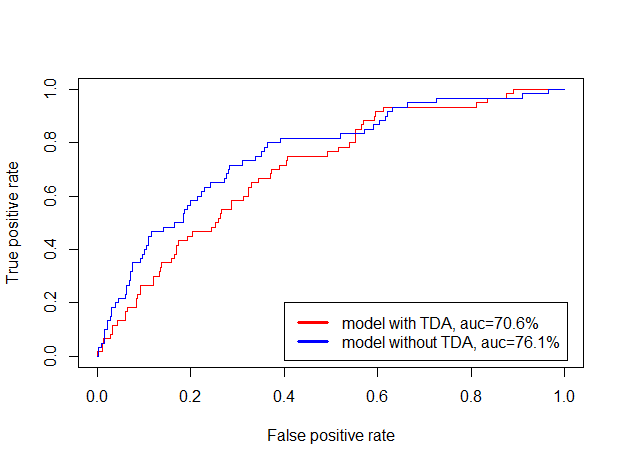 1.0
0.8
0.6
0.4
0.2
0.0
True positive rate
model with TDA, auc=70.6%
model without TDA, auc=76.1%
0.0 0.2 0.4 0.6 0.8 1.0
False positive rate